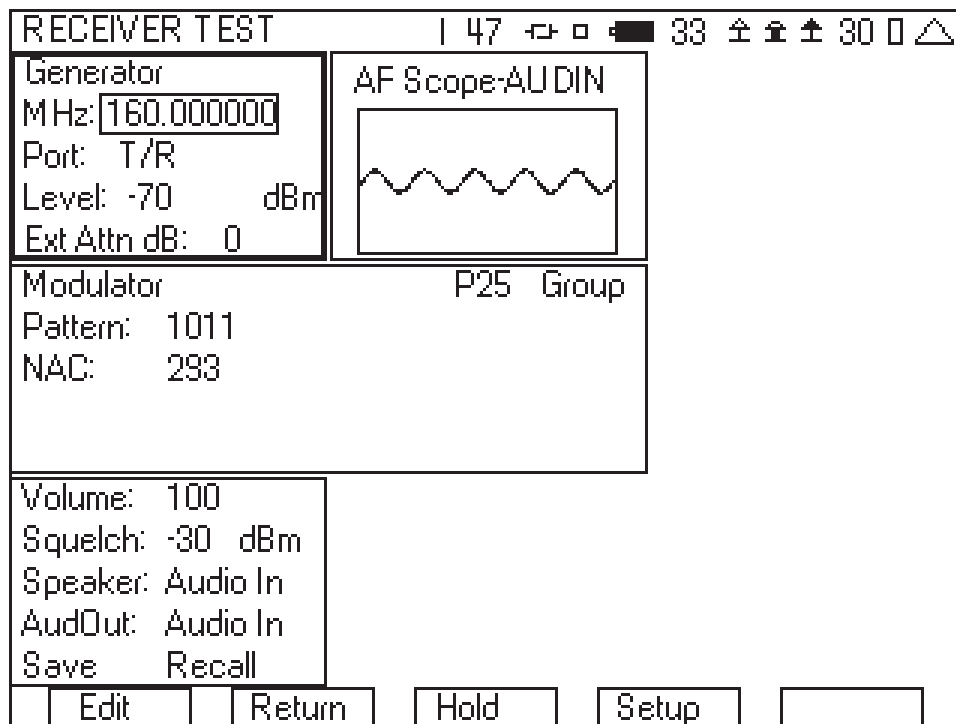 RECEIVER TEST | 47 33 30
Generator
MHz: 160.000000
Port: T/R
Level: -70 dBm
Ext Attn dB: 0
AF Scope-AUDIN
Modulator P25 Group
Pattern: 1011
NAC: 293
Volume: 100
Squelch: -30 dBm
Speaker: Audio In
AudOut: Audio In
Save Recall
Edit Return Hold Setup